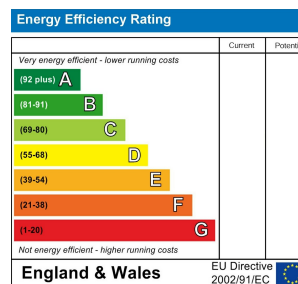 Energy Efficiency Rating
Current Potenti
Very energy efficient - lower running costs
(92 plus) A
(81-91) B
(69-80) C
(55-68) D
(39-54) E
(21-38) F
(1-20) G
Not energy efficient - higher running costs
England & Wales
EU Directive
2002/91/EC